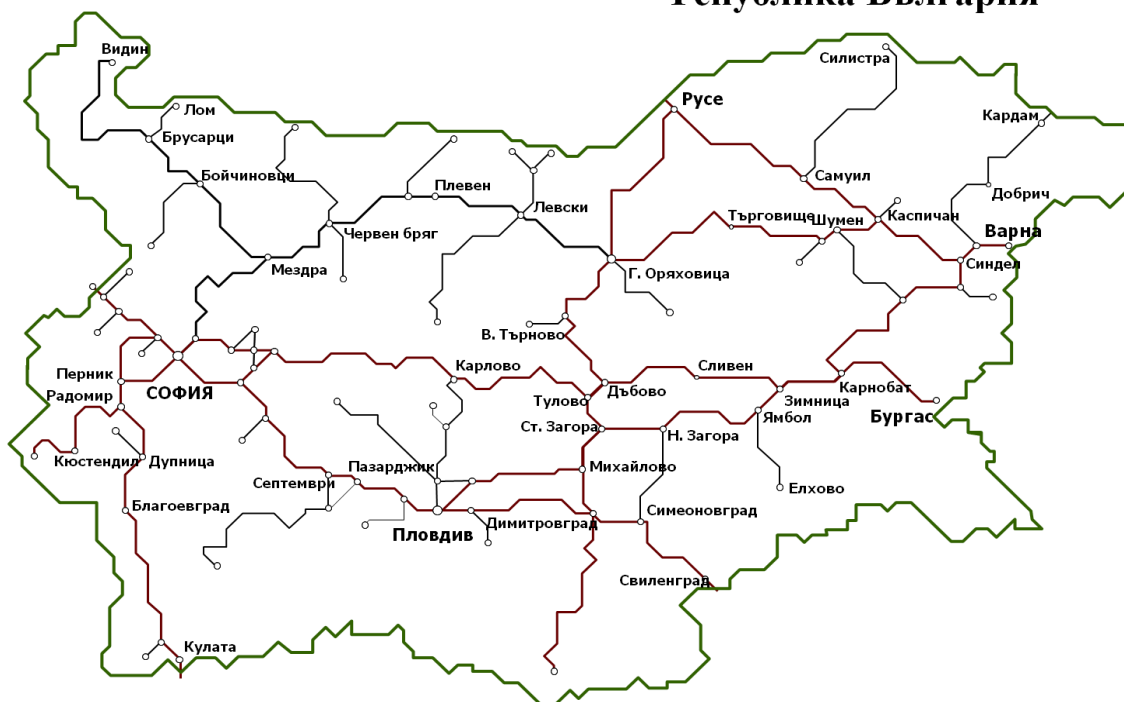 Република България
Видин
Силистра
Лом
Русе
Кардам
Брусарци
Бойчиновци
Плевен
Самуил
Добрич
Левски
Търговище
Шумен
Каспичан
Червен бряг
Варна
Мездра
Г. Оряховица
Синдел
В. Търново
Перник
Карлово
Сливен
Радомир
СОФИЯ
Дъбово
Карнобат
Тулово
Зимница
Бургас
Ямбол
Ст. Загора
Н. Загора
Кюстендил
Дупница
Пазарджик
Михайлово
Септември
Елхово
Благоевград
Симеоновград
Димитровград
Пловдив
Свиленград
Кулата